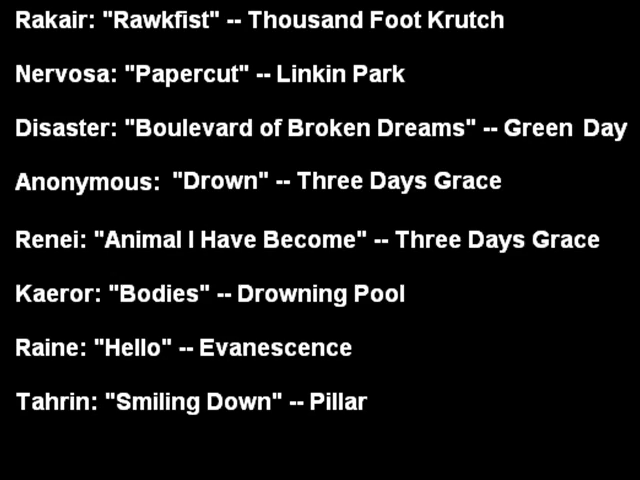 Rakair: "Rawkfist" -- Thousand Foot Krutch
Nervosa: "Papercut" -- Linkin Park
Disaster: "Boulevard of Broken Dreams" -- Green Day
Anonymous: "Drown" -- Three Days Grace
Renei: "Animal I Have Become" -- Three Days Grace
Kaeror: "Bodies" -- Drowning Pool
Raine: "Hello" -- Evanescence
Tahrin: "Smiling Down" -- Pillar